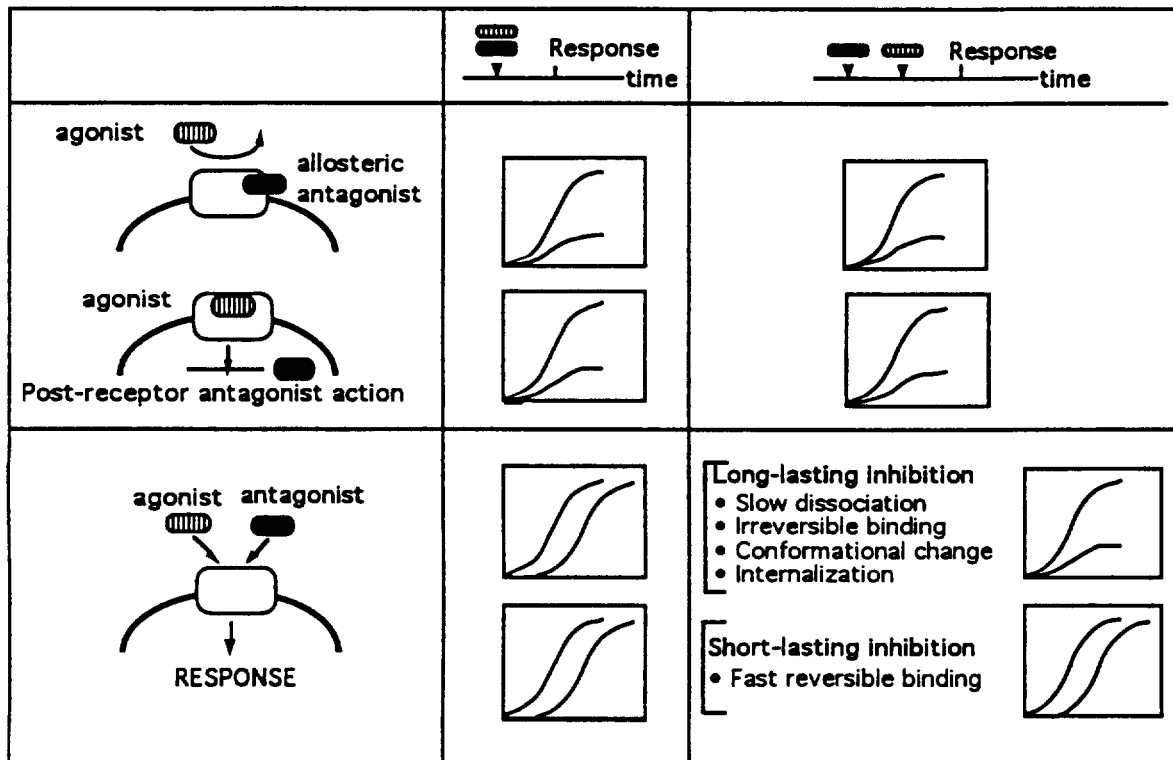 Response
time
Response
time
agonist
allosteric
antagonist
agonist
Post-receptor antagonist action
agonist antagonist
RESPONSE
Long-lasting inhibition
• Slow dissociation
• Irreversible binding
• Conformational change
• Internalization
Short-lasting inhibition
• Fast reversible binding